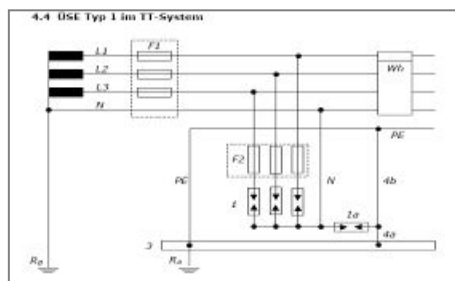 4.4 ÜSE Typ 1 im TT-System
L1
F1
L2
Wh
L3
N
PE
F2
PE
N
4b
1
1a
4a
3
RB
RA